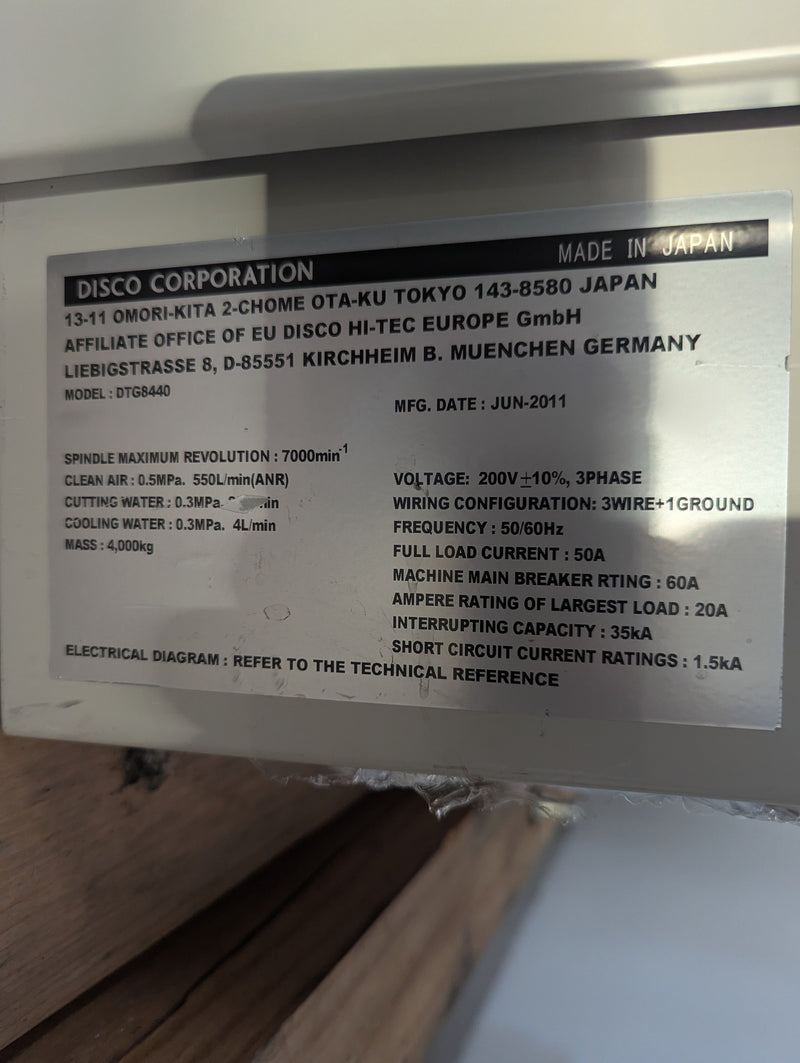 DISCO CORPORATION MADE IN JAPAN
13-11 OMORI-KITA 2-CHOME OTA-KU TOKYO 143-8580 JAPAN
AFFILIATE OFFICE OF EU DISCO HI-TEC EUROPE GmbH
LIEBIGSTRASSE 8, D-85551 KIRCHHEIM B. MUENCHEN GERMANY
MODEL : DTG8440
MFG. DATE : JUN-2011
SPINDLE MAXIMUM REVOLUTION : 7000min⁻¹
CLEAN AIR : 0.5MPa. 550L/min(ANR)
CUTTING WATER : 0.3MPa.
COOLING WATER : 0.3MPa. 4L/min
MASS : 4,000kg
VOLTAGE: 200V±10%, 3PHASE
WIRING CONFIGURATION: 3WIRE+1GROUND
FREQUENCY : 50/60Hz
FULL LOAD CURRENT : 50A
MACHINE MAIN BREAKER RTING : 60A
AMPERE RATING OF LARGEST LOAD : 20A
INTERRUPTING CAPACITY : 35kA
SHORT CIRCUIT CURRENT RATINGS : 1.5kA
ELECTRICAL DIAGRAM : REFER TO THE TECHNICAL REFERENCE